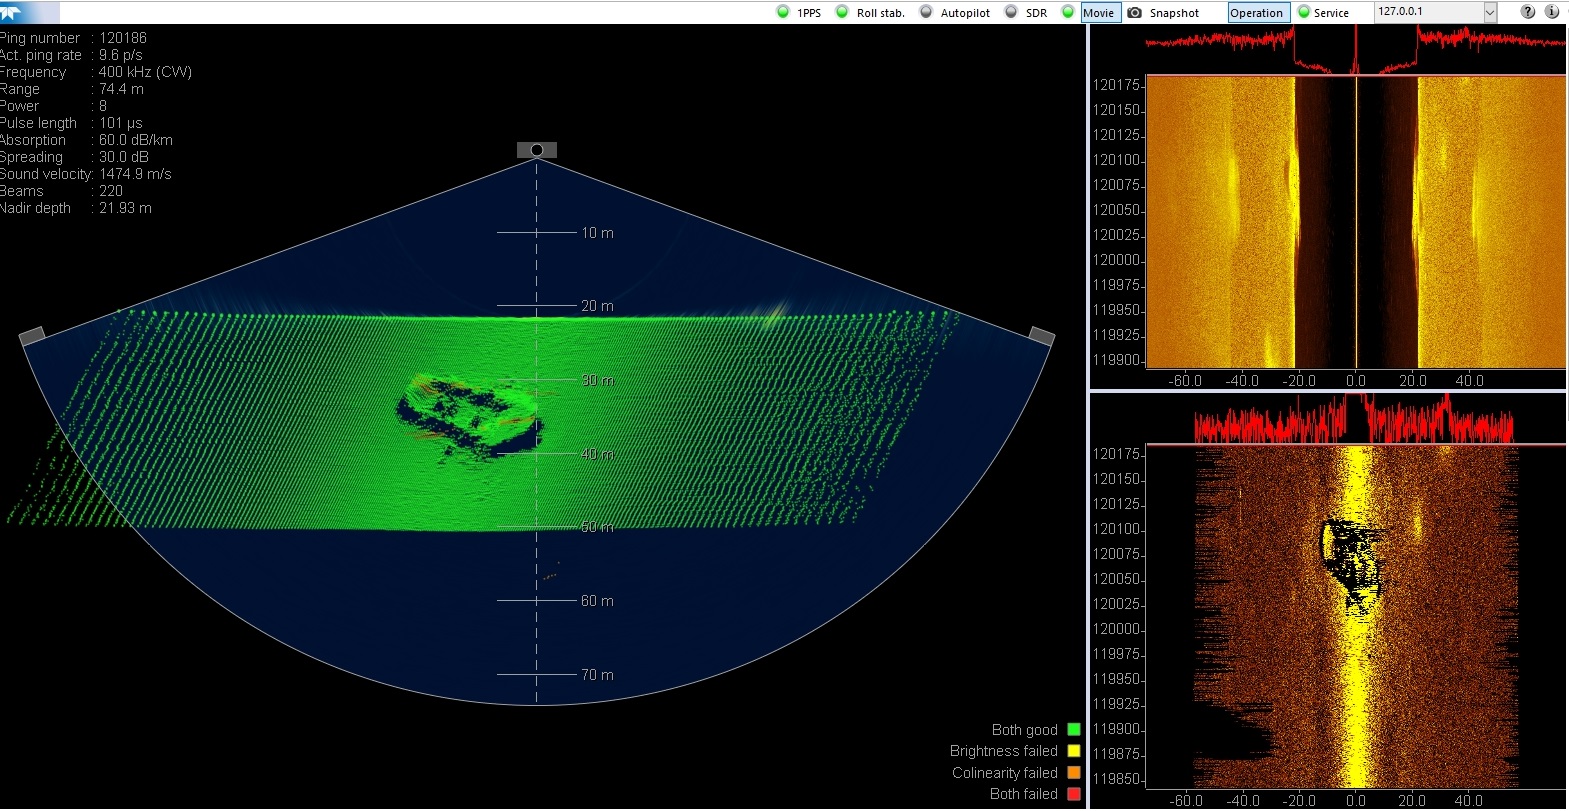 1PPS Roll stab. Autopilot SDR Movie Snapshot Operation Service 127.0.0.1 ? i
Ping number : 120186
Act. ping rate : 9.6 p/s
Frequency : 400 kHz (CW)
Range : 74.4 m
Power : 8
Pulse length : 101 µs
Absorption : 60.0 dB/km
Spreading : 30.0 dB
Sound velocity: 1474.9 m/s
Beams : 220
Nadir depth : 21.93 m
10 m
20 m
30 m
40 m
50 m
60 m
70 m
Both good
Brightness failed
Colinearity failed
Both failed
120175
120150
120125
120100
120075
120050
120025
120000
119975
119950
119925
119900
-60.0 -40.0 -20.0 0.0 20.0 40.0
120175
120150
120125
120100
120075
120050
120025
120000
119975
119950
119925
119900
119875
119850
-60.0 -40.0 -20.0 0.0 20.0 40.0